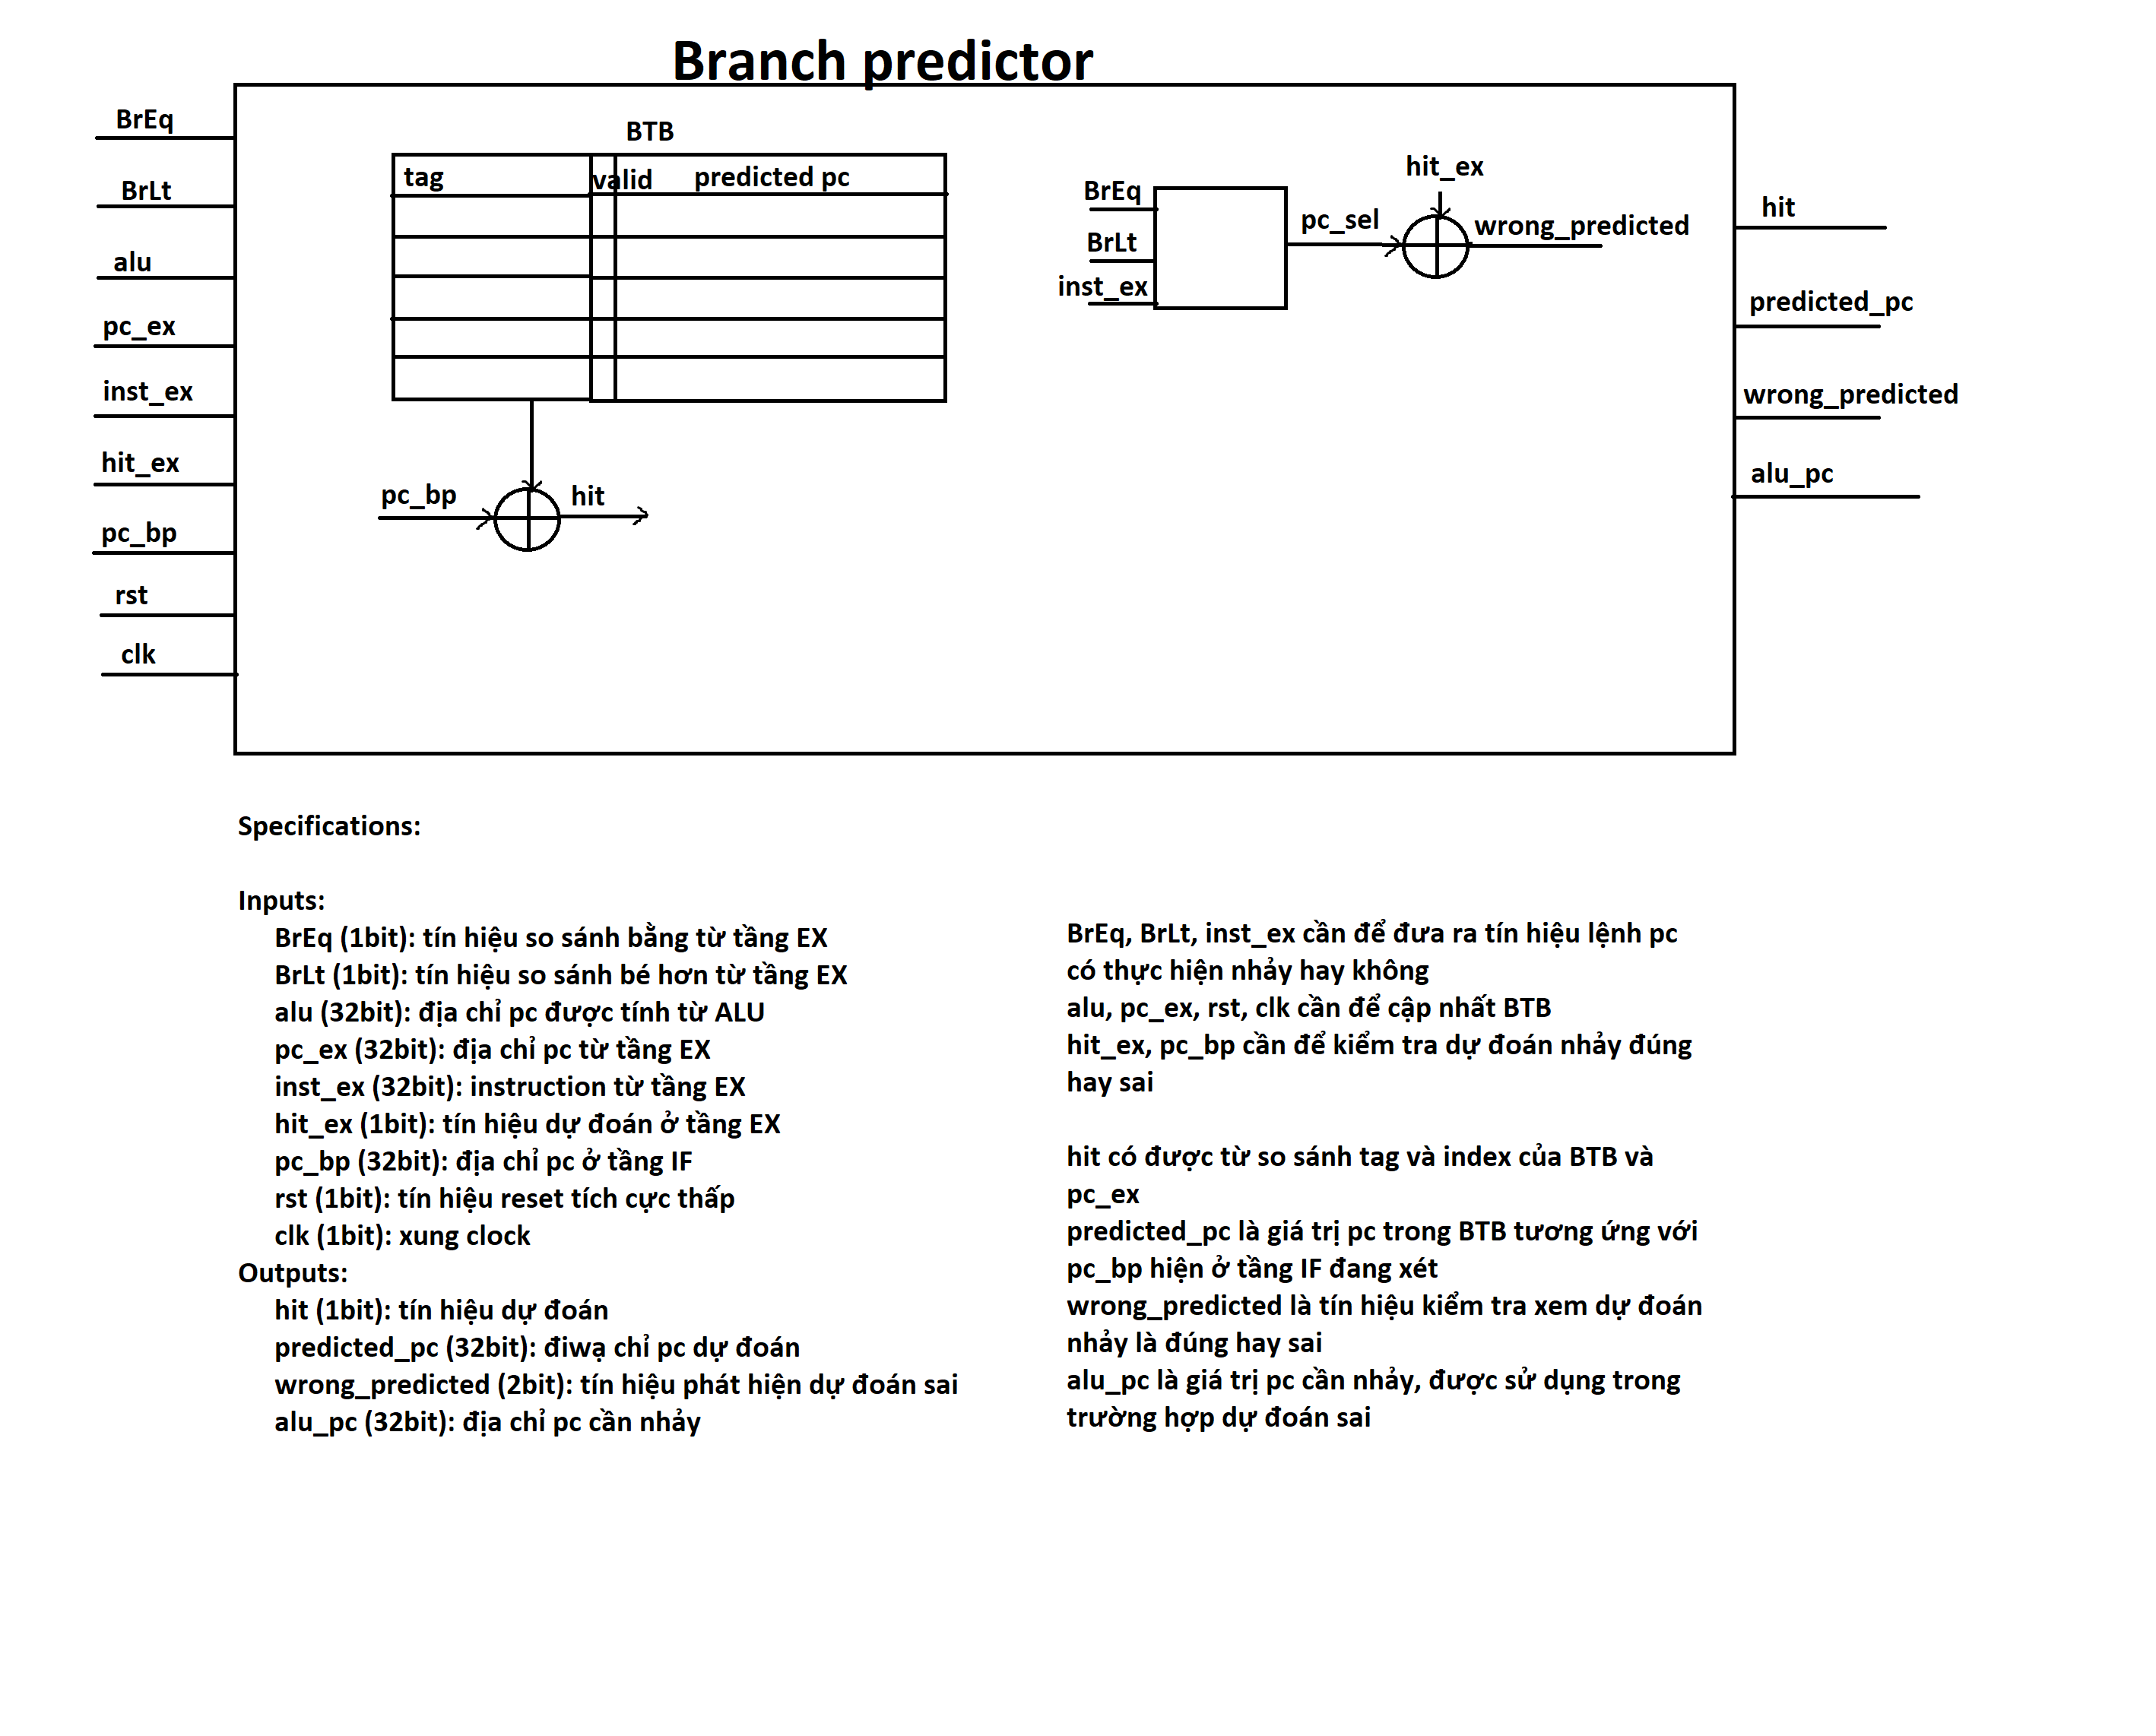 Branch predictor
BrEq
BrLt
alu
pc_ex
inst_ex
hit_ex
pc_bp
rst
clk
BTB
tag
valid
predicted pc
pc_bp
hit
BrEq
BrLt
inst_ex
pc_sel
hit_ex
wrong_predicted
hit
predicted_pc
wrong_predicted
alu_pc
Specifications:
Inputs:
BrEq (1bit): tín hiệu so sánh bằng từ tầng EX
BrLt (1bit): tín hiệu so sánh bé hơn từ tầng EX
alu (32bit): địa chỉ pc được tính từ ALU
pc_ex (32bit): địa chỉ pc từ tầng EX
inst_ex (32bit): instruction từ tầng EX
hit_ex (1bit): tín hiệu dự đoán ở tầng EX
pc_bp (32bit): địa chỉ pc ở tầng IF
rst (1bit): tín hiệu reset tích cực thấp
clk (1bit): xung clock
Outputs:
hit (1bit): tín hiệu dự đoán
predicted_pc (32bit): điwạ chỉ pc dự đoán
wrong_predicted (2bit): tín hiệu phát hiện dự đoán sai
alu_pc (32bit): địa chỉ pc cần nhảy
BrEq, BrLt, inst_ex cần để đưa ra tín hiệu lệnh pc
có thực hiện nhảy hay không
alu, pc_ex, rst, clk cần để cập nhất BTB
hit_ex, pc_bp cần để kiểm tra dự đoán nhảy đúng
hay sai
hit có được từ so sánh tag và index của BTB và
pc_ex
predicted_pc là giá trị pc trong BTB tương ứng với
pc_bp hiện ở tầng IF đang xét
wrong_predicted là tín hiệu kiểm tra xem dự đoán
nhảy là đúng hay sai
alu_pc là giá trị pc cần nhảy, được sử dụng trong
trường hợp dự đoán sai